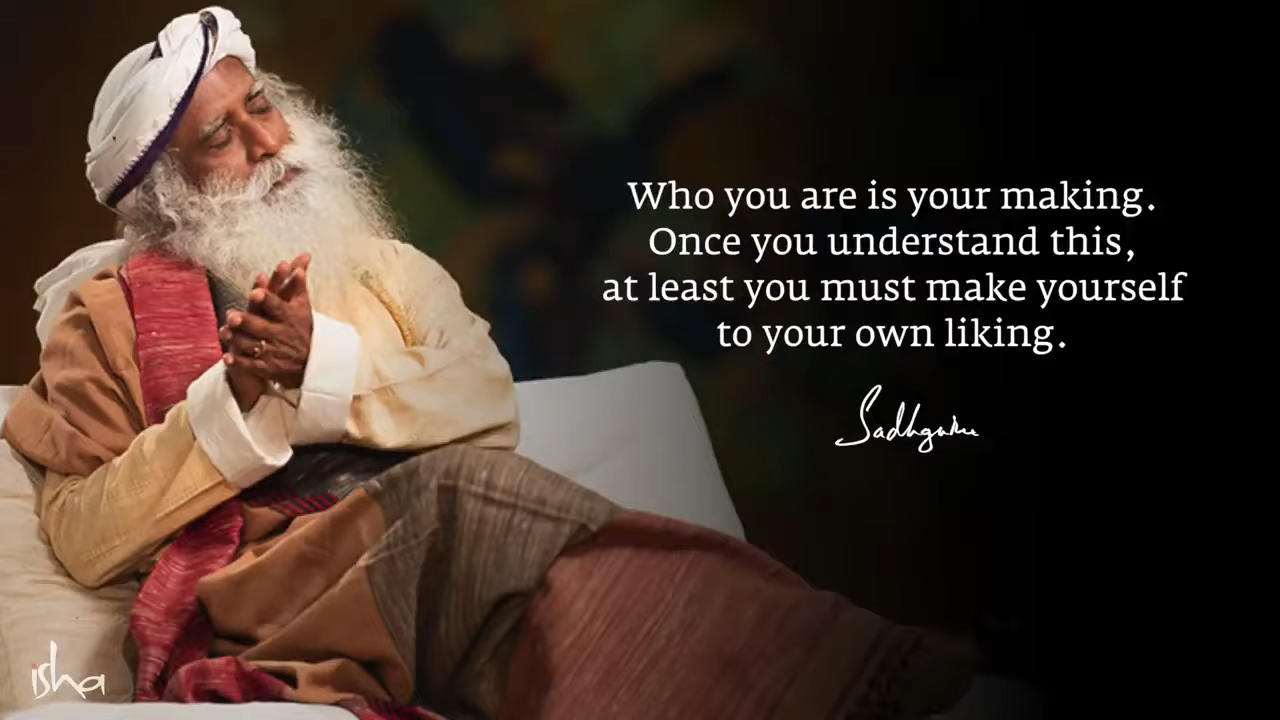 Who you are is your making.
Once you understand this,
at least you must make yourself
to your own liking.
Sadhguru
isha